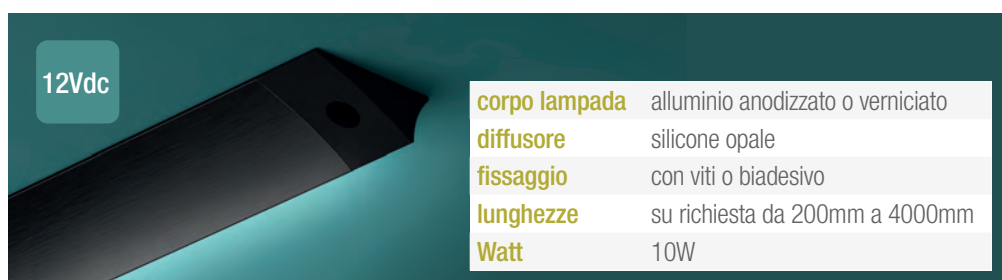 12Vdc
corpo lampada alluminio anodizzato o verniciato
diffusore silicone opale
fissaggio con viti o biadesivo
lunghezze su richiesta da 200mm a 4000mm
Watt 10W